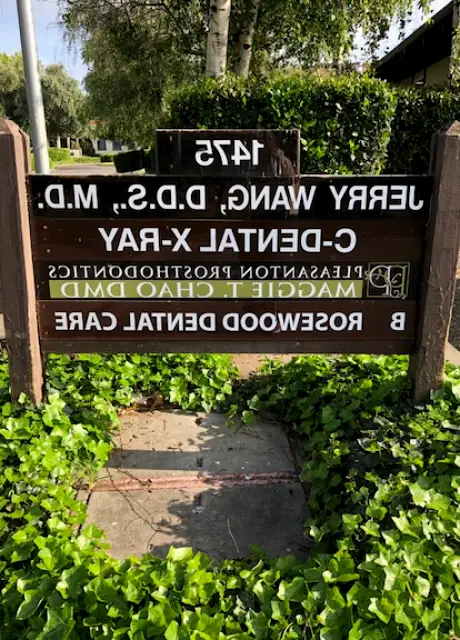 1475
JERRY WANG, D.D.S., M.D.
C-DENTAL X-RAY
PLEASANTON PROSTHODONTICS
MAGGIE T. CHAO DMD
B ROSEWOOD DENTAL CARE